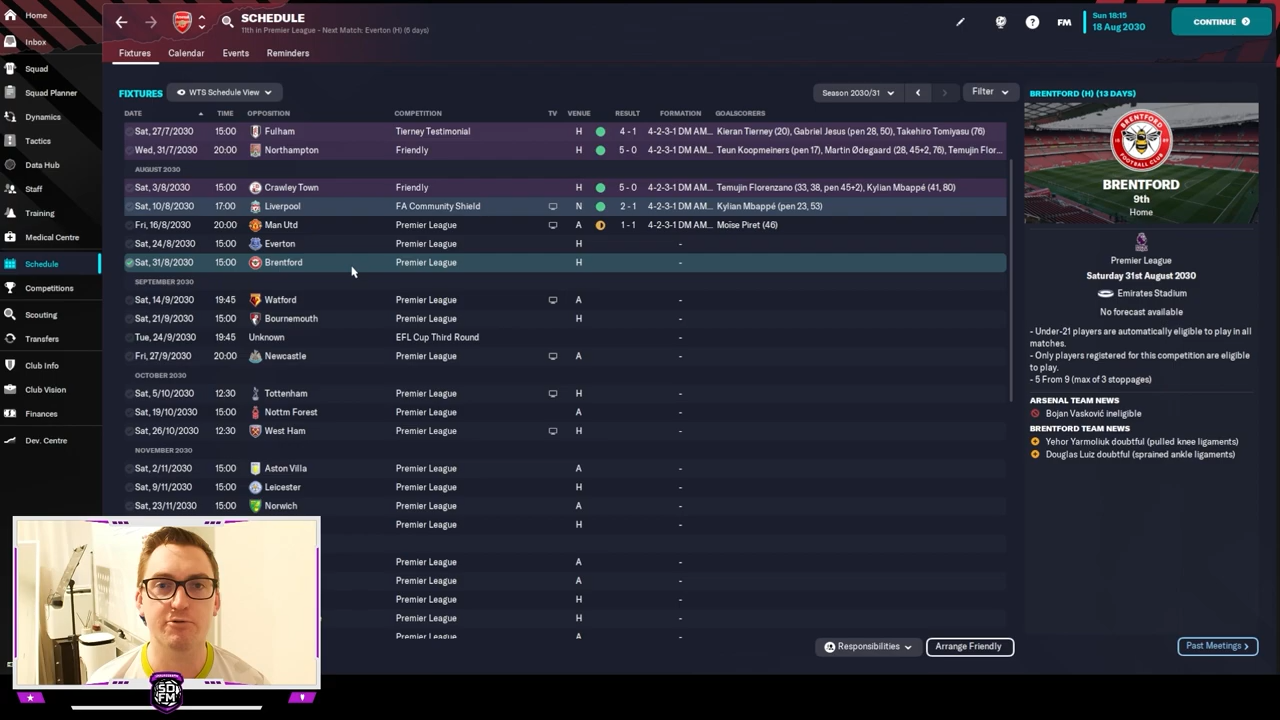 Home
Inbox
Squad
Squad Planner
Dynamics
Tactics
Data Hub
Staff
Training
Medical Centre
Schedule
Competitions
Scouting
Transfers
Club Info
Club Vision
Finances
Dev. Centre
SCHEDULE
11th in Premier League - Next Match: Everton (H) (6 days)
FM
Sun 18:15
18 Aug 2030
CONTINUE
Fixtures Calendar Events Reminders
FIXTURES WTS Schedule View Season 2030/31 Filter
DATE TIME OPPOSITION COMPETITION TV VENUE RESULT FORMATION GOALSCORERS
Sat, 27/7/2030 15:00 Fulham Tierney Testimonial H 4 - 1 4-2-3-1 DM AM... Kieran Tierney (20), Gabriel Jesus (pen 28, 50), Takehiro Tomiyasu (76)
Wed, 31/7/2030 20:00 Northampton Friendly H 5 - 0 4-2-3-1 DM AM... Teun Koopmeiners (pen 17), Martin Ødegaard (28, 45+2, 76), Temujin Flor...
AUGUST 2030
Sat, 3/8/2030 15:00 Crawley Town Friendly H 5 - 0 4-2-3-1 DM AM... Temujin Florenzano (33, 38, pen 45+2), Kylian Mbappé (41, 80)
Sat, 10/8/2030 17:00 Liverpool FA Community Shield N 2 - 1 4-2-3-1 DM AM... Kylian Mbappé (pen 23, 53)
Fri, 16/8/2030 20:00 Man Utd Premier League A 1 - 1 4-2-3-1 DM AM... Moïse Piret (46)
Sat, 24/8/2030 15:00 Everton Premier League H -
Sat, 31/8/2030 15:00 Brentford Premier League H -
SEPTEMBER 2030
Sat, 14/9/2030 19:45 Watford Premier League A -
Sat, 21/9/2030 15:00 Bournemouth Premier League H -
Tue, 24/9/2030 19:45 Unknown EFL Cup Third Round -
Fri, 27/9/2030 20:00 Newcastle Premier League A -
OCTOBER 2030
Sat, 5/10/2030 12:30 Tottenham Premier League H -
Sat, 19/10/2030 15:00 Nottm Forest Premier League A -
Sat, 26/10/2030 12:30 West Ham Premier League H -
NOVEMBER 2030
Sat, 2/11/2030 15:00 Aston Villa Premier League A -
Sat, 9/11/2030 15:00 Leicester Premier League H -
Sat, 23/11/2030 15:00 Norwich Premier League A -
Premier League H -
Premier League A -
Premier League A -
Premier League H -
Premier League H -
Premier League A -
Responsibilities Arrange Friendly
BRENTFORD (H) (13 DAYS)
BRENTFORD
FOOTBALL CLUB
BRENTFORD
9th
Home
Premier League
Saturday 31st August 2030
Emirates Stadium
No forecast available
- Under-21 players are automatically eligible to play in all
matches.
- Only players registered for this competition are eligible
to play.
- 5 From 9 (max of 3 stoppages)
ARSENAL TEAM NEWS
Bojan Vasković ineligible
BRENTFORD TEAM NEWS
Yehor Yarmoliuk doubtful (pulled knee ligaments)
Douglas Luiz doubtful (sprained ankle ligaments)
Past Meetings
SD
FM